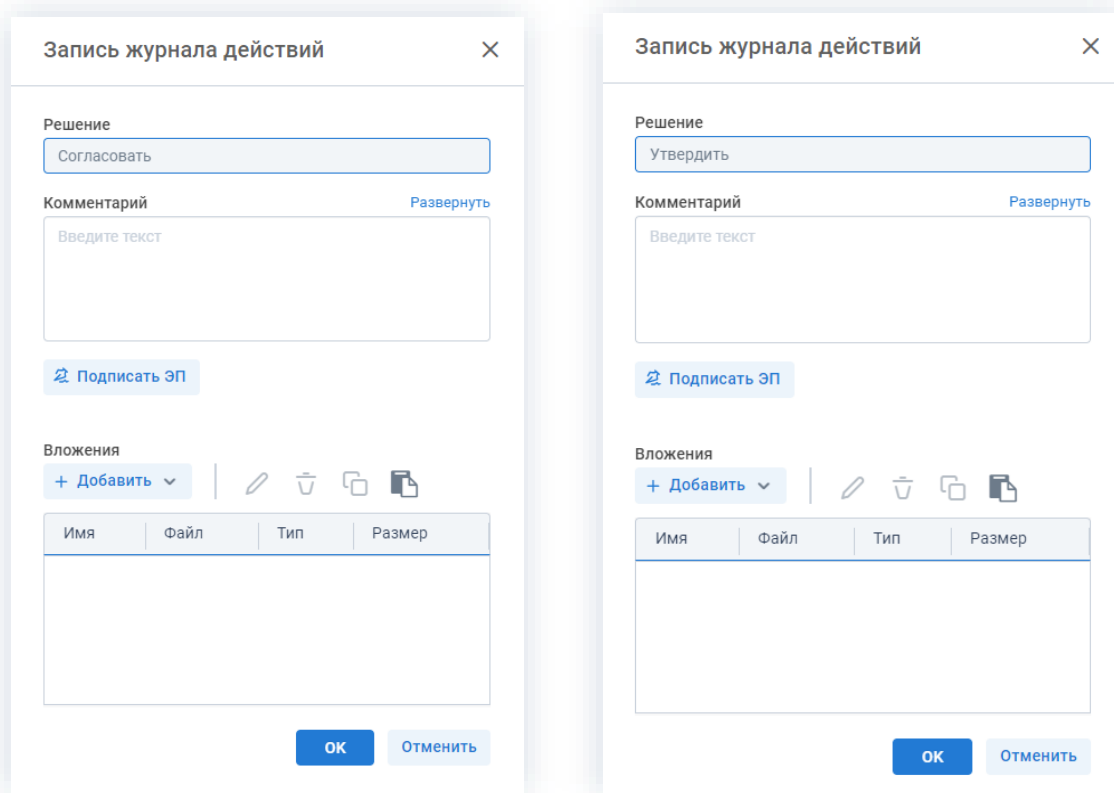 Запись журнала действий
Решение
Согласовать
Комментарий Развернуть
Введите текст
Подписать ЭП
Вложения
+ Добавить
Имя Файл Тип Размер
ОК Отменить
Запись журнала действий
Решение
Утвердить
Комментарий Развернуть
Введите текст
Подписать ЭП
Вложения
+ Добавить
Имя Файл Тип Размер
ОК Отменить